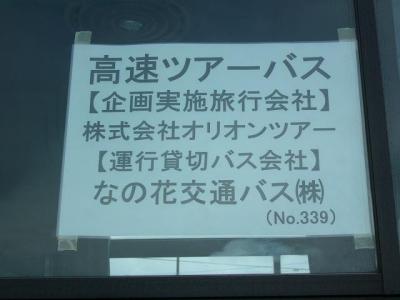 高速ツアーバス
【企画実施旅行会社】
株式会社オリオンツアー
【運行貸切バス会社】
なの花交通バス㈱
（No.339）